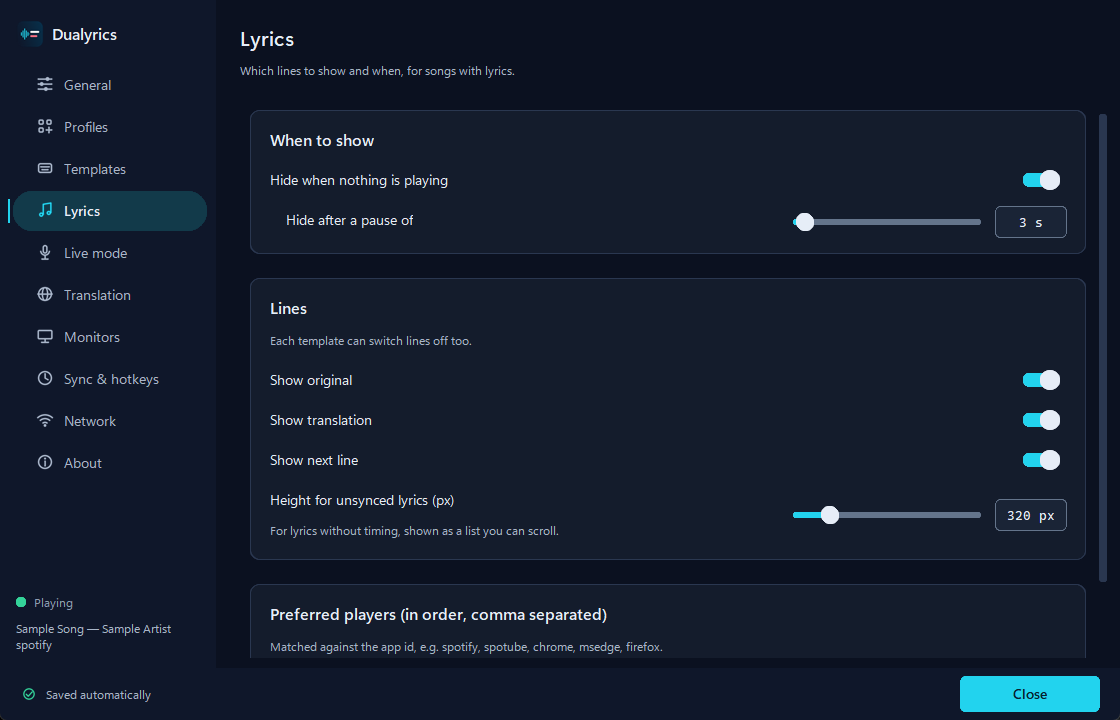 Dualyrics
General
Profiles
Templates
Lyrics
Live mode
Translation
Monitors
Sync & hotkeys
Network
About
Playing
Sample Song — Sample Artist
spotify
Saved automatically
Lyrics
Which lines to show and when, for songs with lyrics.
When to show
Hide when nothing is playing
Hide after a pause of
3 s
Lines
Each template can switch lines off too.
Show original
Show translation
Show next line
Height for unsynced lyrics (px)
320 px
For lyrics without timing, shown as a list you can scroll.
Preferred players (in order, comma separated)
Matched against the app id, e.g. spotify, spotube, chrome, msedge, firefox.
Close